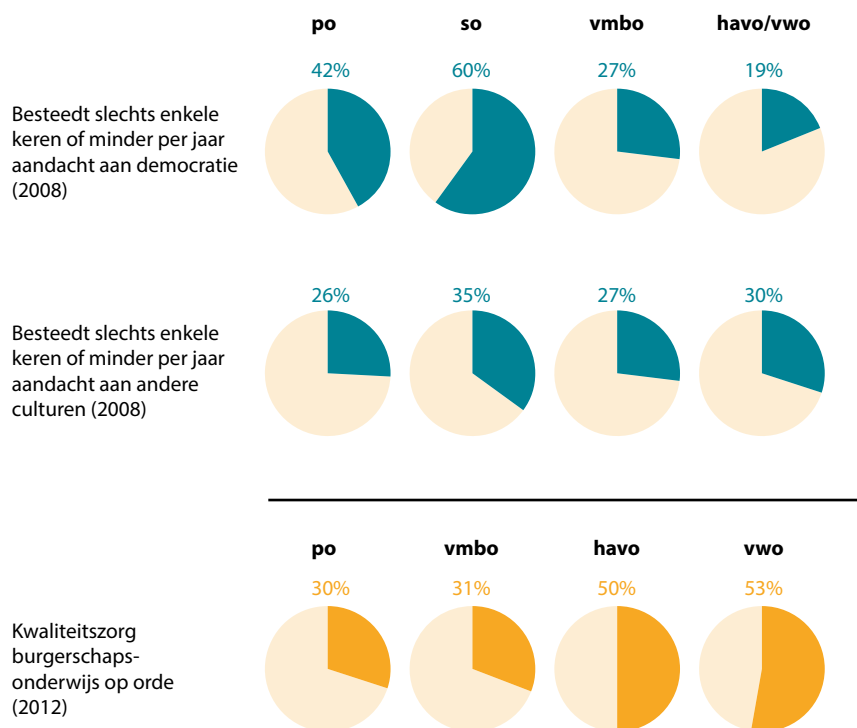 po so vmbo havo/vwo
42% 60% 27% 19%
Besteedt slechts enkele
keren of minder per jaar
aandacht aan democratie
(2008)
26% 35% 27% 30%
Besteedt slechts enkele
keren of minder per jaar
aandacht aan andere
culturen (2008)
po vmbo havo vwo
30% 31% 50% 53%
Kwaliteitszorg
burgerschaps-
onderwijs op orde
(2012)